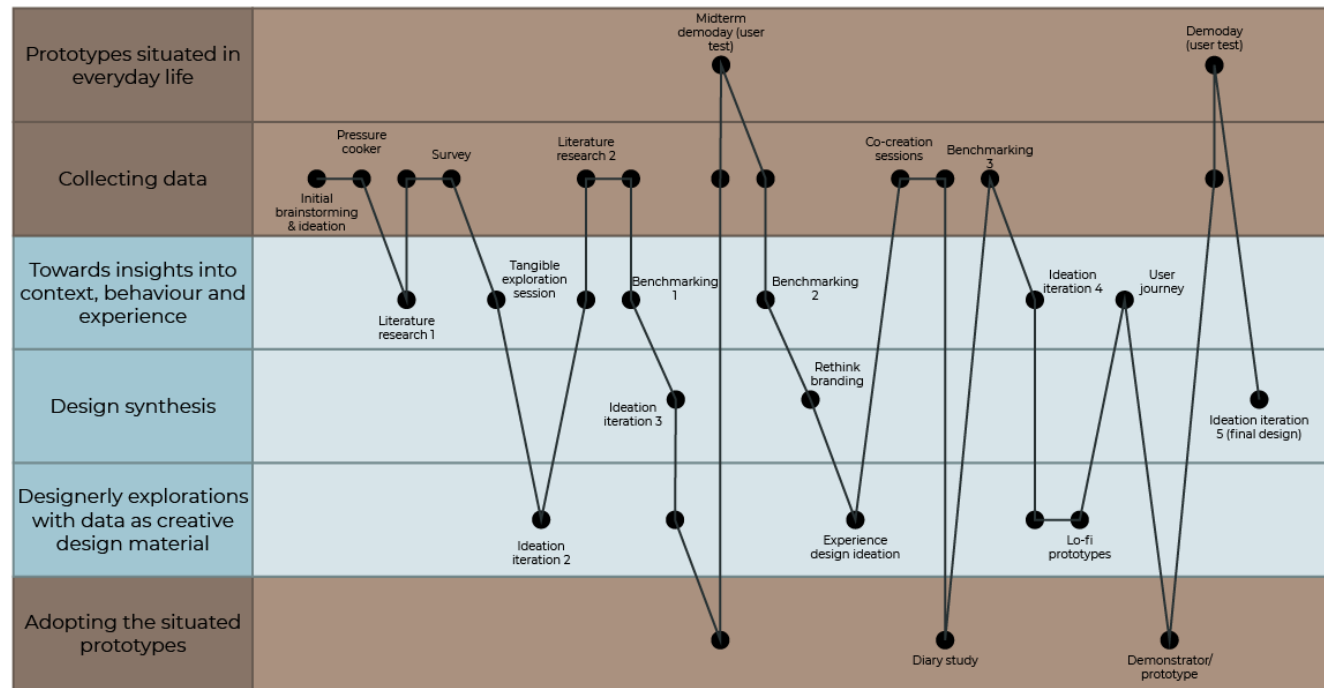 Prototypes situated in
everyday life
Midterm
demoday (user
test)
Demoday
(user test)
Collecting data
Pressure
cooker
Initial
brainstorming
& ideation
Survey
Literature
research 2
Co-creation
sessions
Benchmarking
3
Towards insights into
context, behaviour and
experience
Literature
research 1
Tangible
exploration
session
Benchmarking
1
Benchmarking
2
Ideation
iteration 4
User
journey
Design synthesis
Ideation
iteration 3
Rethink
branding
Ideation iteration
5 (final design)
Designerly explorations
with data as creative
design material
Ideation
iteration 2
Experience
design ideation
Lo-fi
prototypes
Adopting the situated
prototypes
Diary study
Demonstrator/
prototype